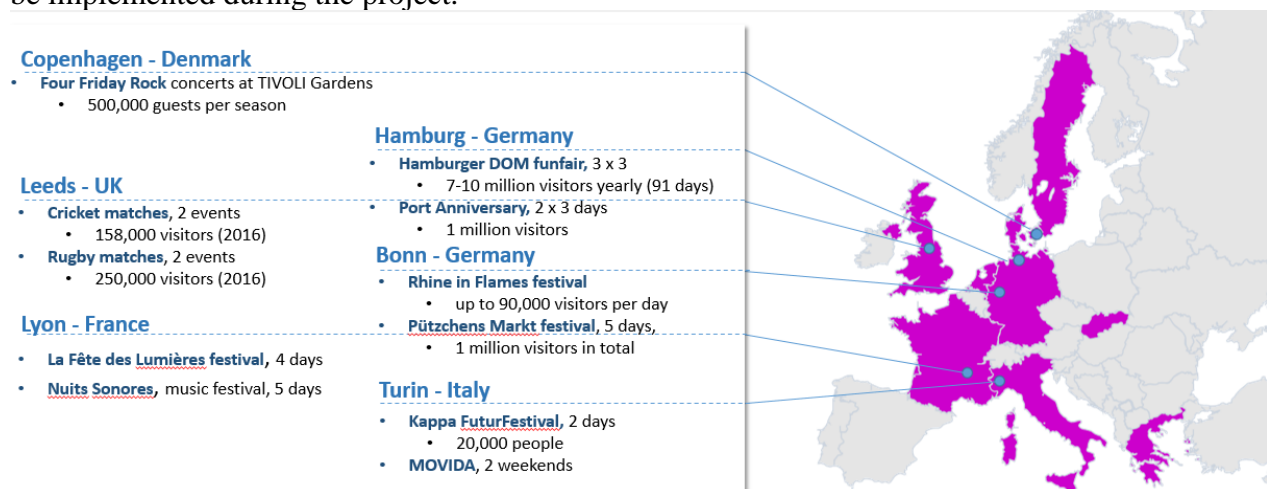 be implemented during the project.
Copenhagen - Denmark
• Four Friday Rock concerts at TIVOLI Gardens
• 500,000 guests per season
Leeds - UK
• Cricket matches, 2 events
• 158,000 visitors (2016)
• Rugby matches, 2 events
• 250,000 visitors (2016)
Lyon - France
• La Fête des Lumières festival, 4 days
• Nuits Sonores, music festival, 5 days
Hamburg - Germany
• Hamburger DOM funfair, 3 x 3
• 7-10 million visitors yearly (91 days)
• Port Anniversary, 2 x 3 days
• 1 million visitors
Bonn - Germany
• Rhine in Flames festival
• up to 90,000 visitors per day
• Pützchens Markt festival, 5 days,
• 1 million visitors in total
Turin - Italy
• Kappa FuturFestival, 2 days
• 20,000 people
• MOVIDA, 2 weekends